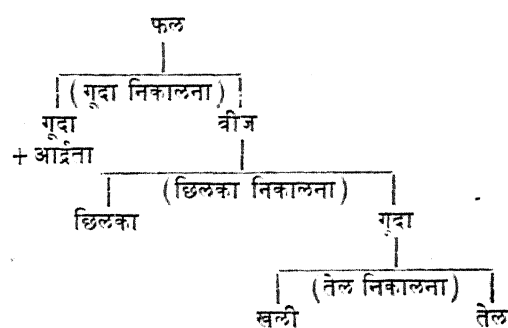 फल
(गूदा निकालना)
गूदा बीज
+ आर्द्रता
(छिलका निकालना)
छिलका गूदा
(तेल निकालना)
खली तेल